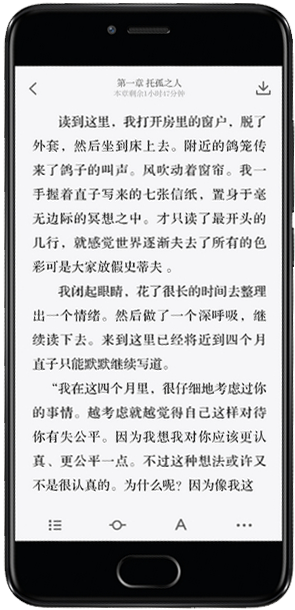 第一章 托孤之人
本章剩余1小时47分钟
读到这里，我打开房里的窗户，脱了
外套，然后坐到床上去。附近的鸽笼传
来了鸽子的叫声。风吹动着窗帘。我一
手握着直子写来的七张信纸，置身于毫
无边际的冥想之中。才只读了最开头的
几行，就感觉世界逐渐夫去了所有的色
彩可是大家放假史蒂夫 。
我闭起眼睛，花了很长的时间去整理
出一个情绪。然后做了一个深呼吸，继
续读下去。来到这里已经将近到四个月
直子只能默默继续写道。
“我在这四个月里，很仔细地考虑过你
的事情。越考虑就越觉得自己这样对待
你有失公平。因为我想我对你应该更认
真、更公平一点。不过这种想法或许又
不是很认真的。为什么呢？因为像我这
A